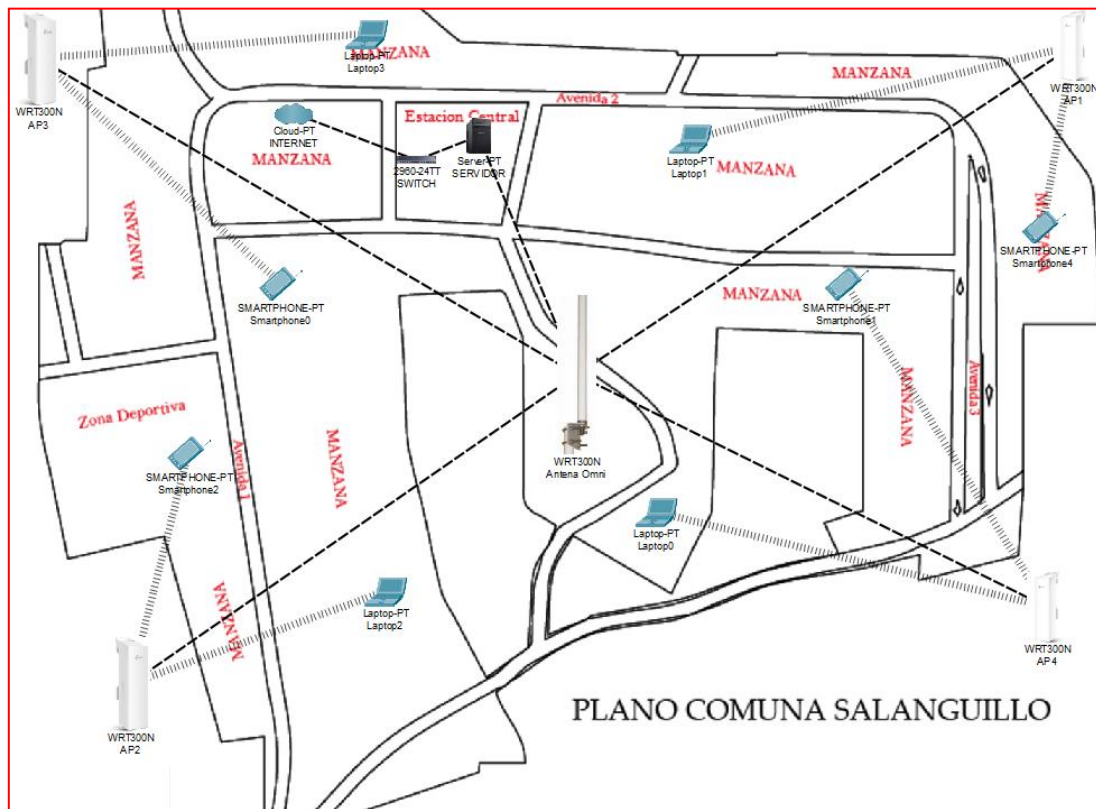 Laptop-PT
Laptop3
MANZANA
WRT300N
AP3
MANZANA
WRT300N
AP1
Avenida 2
Cloud-PT
INTERNET
MANZANA
Estacion Central
2960-24TT
SWITCH
Server-PT
SERVIDOR
Laptop-PT
Laptop1
MANZANA
MANZANA
SMARTPHONE-PT
Smartphone4
MANZANA
SMARTPHONE-PT
Smartphone0
MANZANA
SMARTPHONE-PT
Smartphone1
Zona Deportiva
SMARTPHONE-PT
Smartphone2
Avenida 1
MANZANA
WRT300N
Antena Omni
MANZANA
Avenida 3
Laptop-PT
Laptop0
Laptop-PT
Laptop2
MANZANA
WRT300N
AP4
WRT300N
AP2
PLANO COMUNA SALANGUILLO